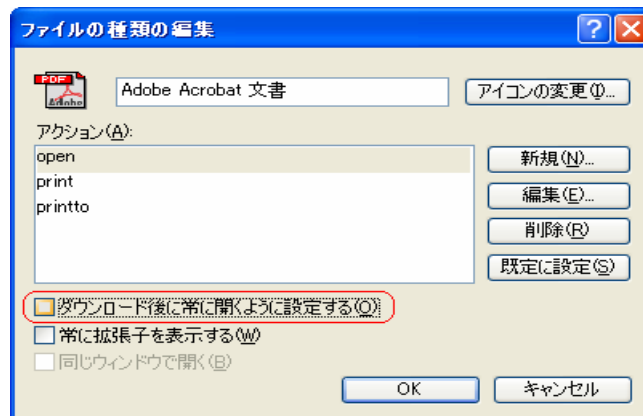 ファイルの種類の編集
PDF
Adobe
Adobe Acrobat 文書
アイコンの変更(I)...
アクション(A):
open
print
printto
新規(N)...
編集(E)...
削除(R)
既定に設定(S)
ダウンロード後に常に開くように設定する(O)
常に拡張子を表示する(W)
同じウィンドウで開く(B)
OK
キャンセル